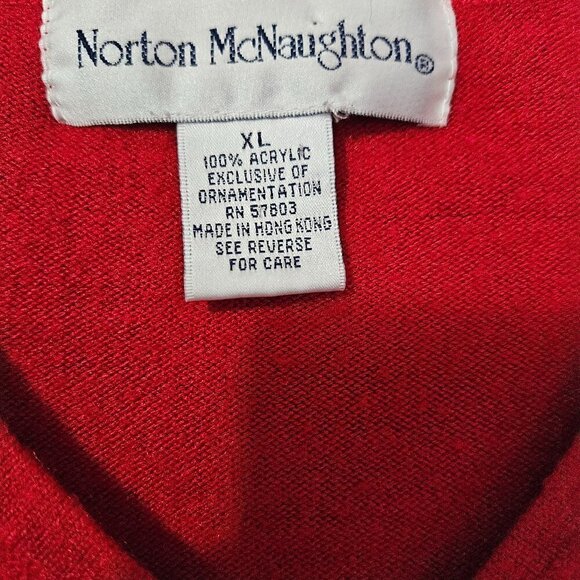 Norton McNaughton®
XL
100% ACRYLIC
EXCLUSIVE OF
ORNAMENTATION
RN 57803
MADE IN HONG KONG
SEE REVERSE
FOR CARE